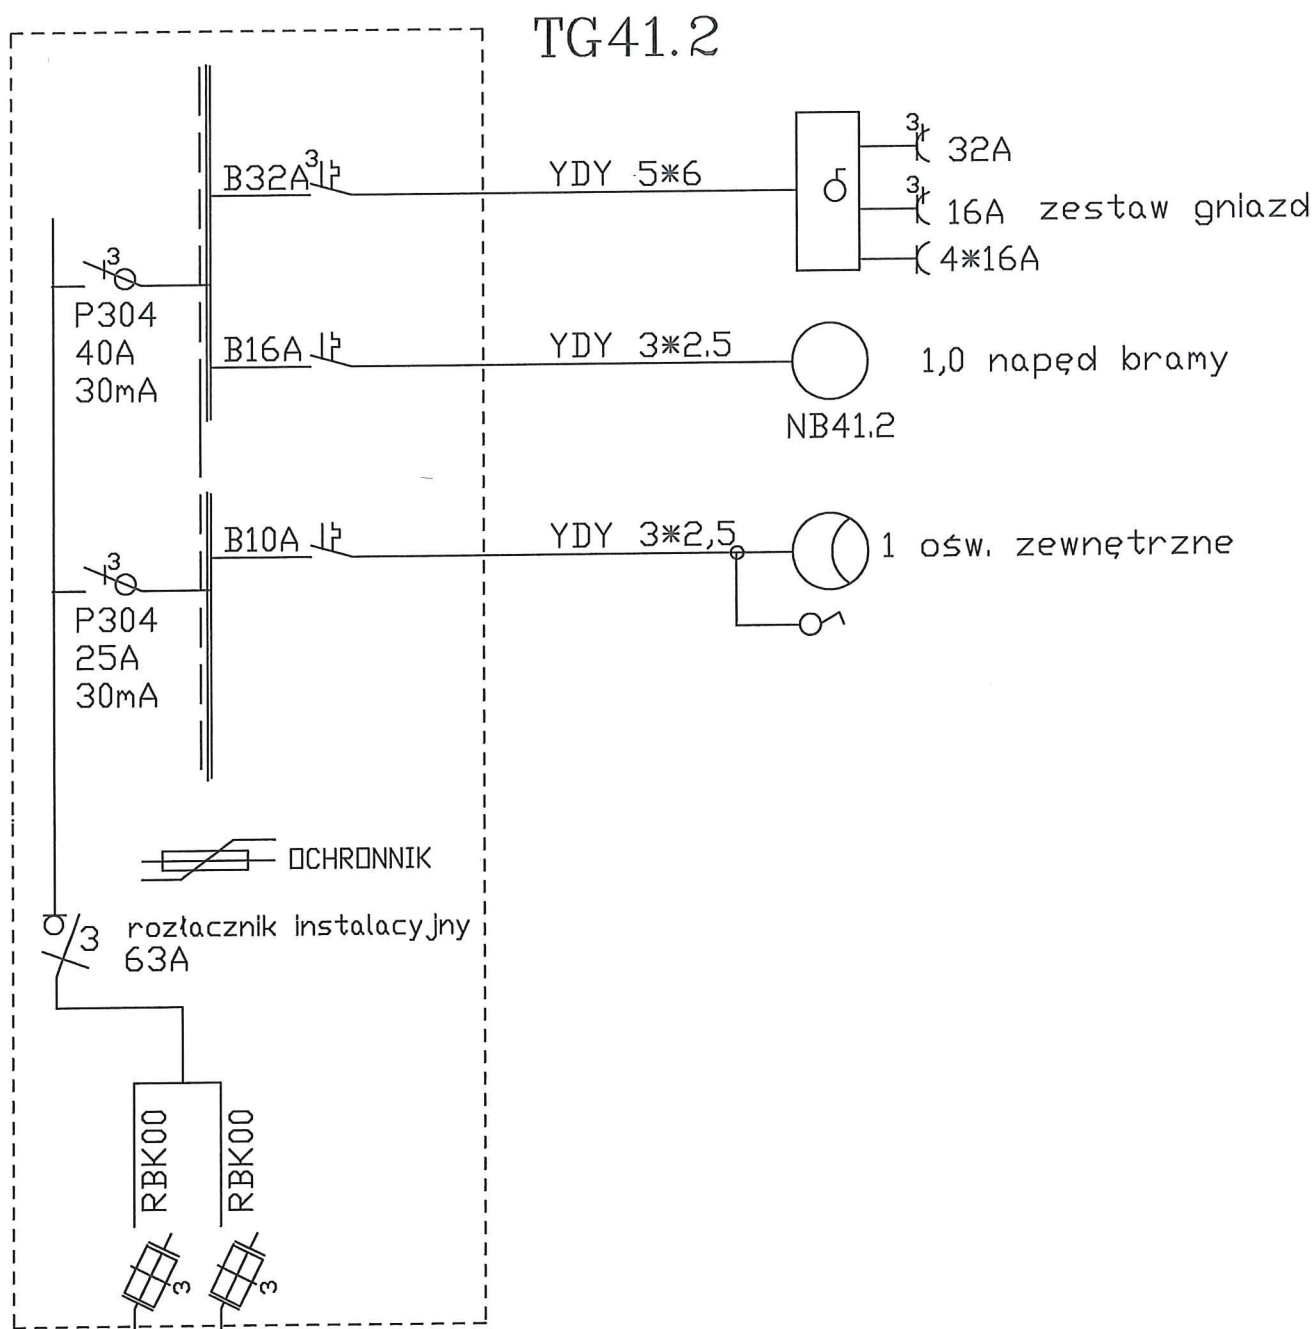 TG41.2
B32A
3
YDY 5*6
3
32A
3
16A zestaw gniazd
4*16A
3
P304
40A
30mA
B16A
YDY 3*2.5
1,0 napęd bramy
NB41.2
B10A
YDY 3*2,5
1 ośw. zewnętrzne
3
P304
25A
30mA
OCHRONNIK
3
rozłacznik instalacyjny
63A
RBK00
RBK00
3
3